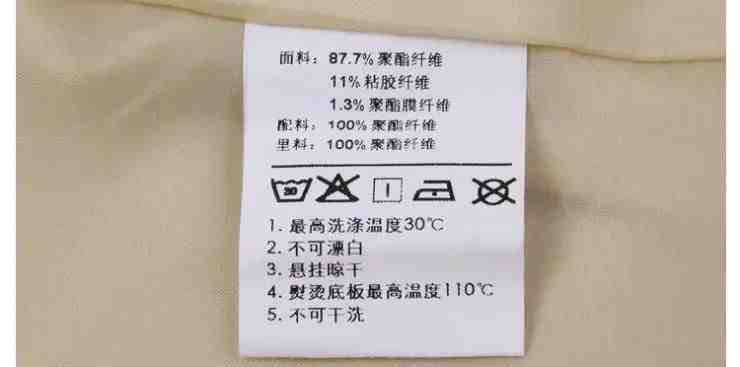 面料：87.7%聚酯纤维
11%粘胶纤维
1.3%聚酯膜纤维
配料：100%聚酯纤维
里料：100%聚酯纤维
30
1. 最高洗涤温度30℃
2. 不可漂白
3. 悬挂晾干
4. 熨烫底板最高温度110℃
5. 不可干洗